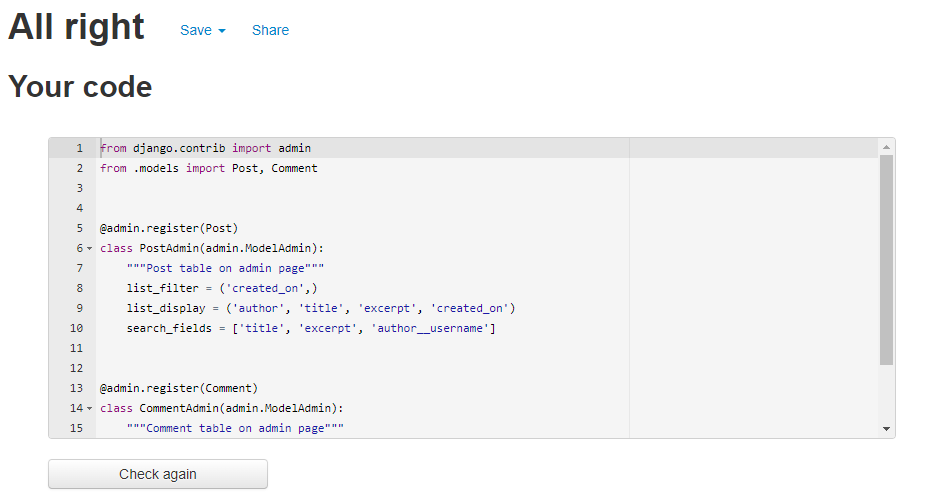 All right Save Share
Your code
1 from django.contrib import admin
2 from .models import Post, Comment
3
4
5 @admin.register(Post)
6 class PostAdmin(admin.ModelAdmin):
7     """Post table on admin page"""
8     list_filter = ('created_on',)
9     list_display = ('author', 'title', 'excerpt', 'created_on')
10     search_fields = ['title', 'excerpt', 'author__username']
11
12
13 @admin.register(Comment)
14 class CommentAdmin(admin.ModelAdmin):
15     """Comment table on admin page"""
Check again